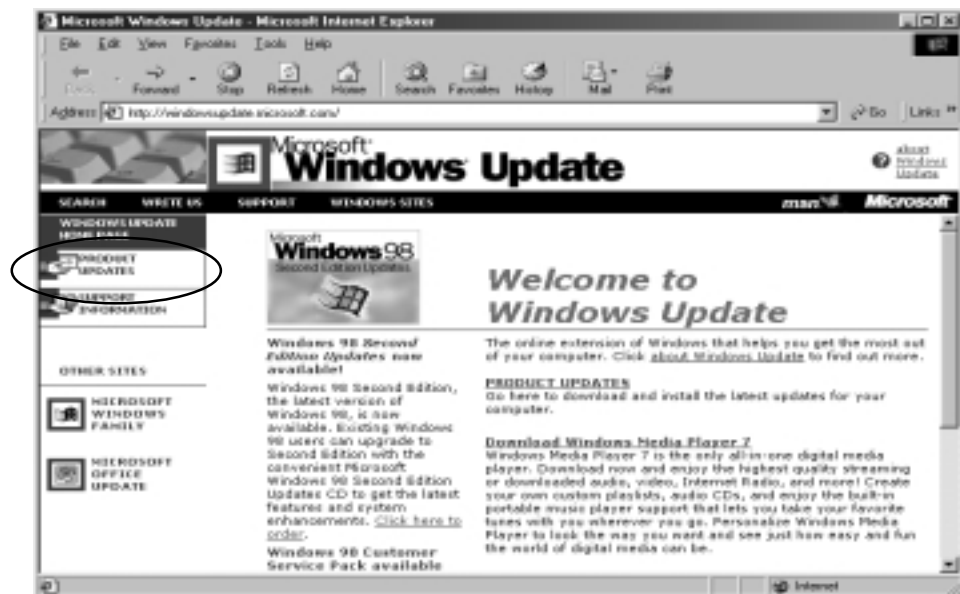 Microsoft Windows Update - Microsoft Internet Explorer
File Edit View Favorites Tools Help
Back Forward Stop Refresh Home Search Favorites History Mail Print
Address http://windowsupdate.microsoft.com/ Go Links »
Microsoft
Windows Update
about
Windows
Update
SEARCH WRITE US SUPPORT WINDOWS SITES msn Microsoft
WINDOWS UPDATE
HOME PAGE
PRODUCT
UPDATES
SUPPORT
INFORMATION
OTHER SITES
MICROSOFT
WINDOWS
FAMILY
MICROSOFT
OFFICE
UPDATE
Microsoft
Windows 98
Second Edition Updates
Windows 98 Second
Edition Updates now
available!
Windows 98 Second Edition,
the latest version of
Windows 98, is now
available. Existing Windows
98 users can upgrade to
Second Edition with the
convenient Microsoft
Windows 98 Second Edition
Updates CD to get the latest
features and system
enhancements. Click here to
order.
Windows 98 Customer
Service Pack available
Welcome to
Windows Update
The online extension of Windows that helps you get the most out
of your computer. Click about Windows Update to find out more.
PRODUCT UPDATES
Go here to download and install the latest updates for your
computer.
Download Windows Media Player 7
Windows Media Player 7 is the only all-in-one digital media
player. Download now and enjoy the highest quality streaming
or downloaded audio, video, Internet Radio, and more! Create
your own custom playlists, audio CDs, and enjoy the built-in
portable music player support that lets you take your favorite
tunes with you wherever you go. Personalize Windows Media
Player to look the way you want and see just how easy and fun
the world of digital media can be.
Internet